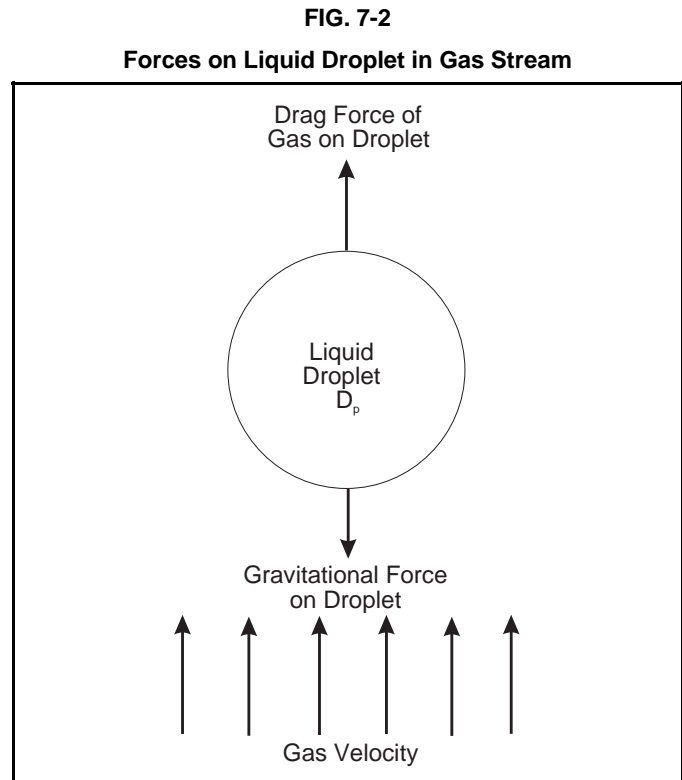 FIG. 7-2
Forces on Liquid Droplet in Gas Stream
Drag Force of
Gas on Droplet
Liquid
Droplet
Dp
Gravitational Force
on Droplet
Gas Velocity